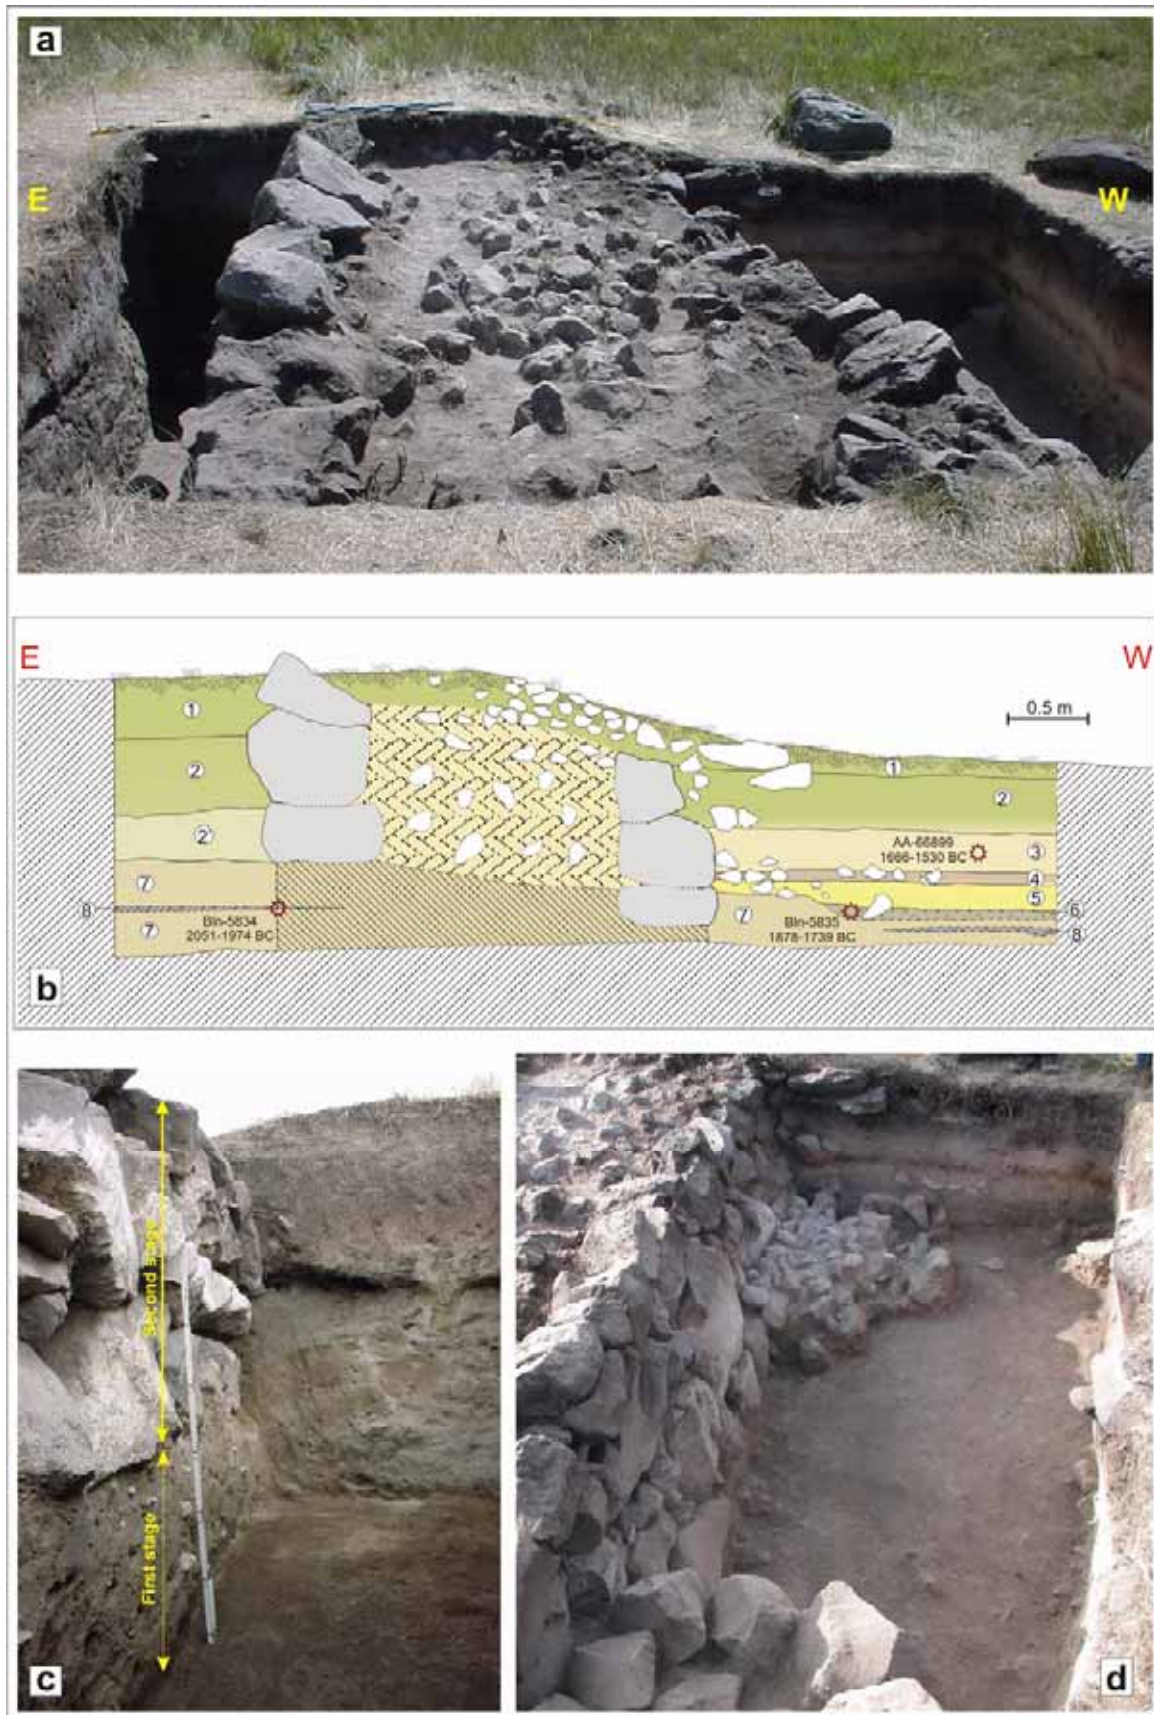 a
E
W
E
W
0.5 m
1
1
2
2
2
AA-66899
1666-1530 BC
3
4
7
5
8
Bln-5834
7
Bln-5835
6
7
2051-1974 BC
1878-1739 BC
8
b
Second stage
First stage
c
d